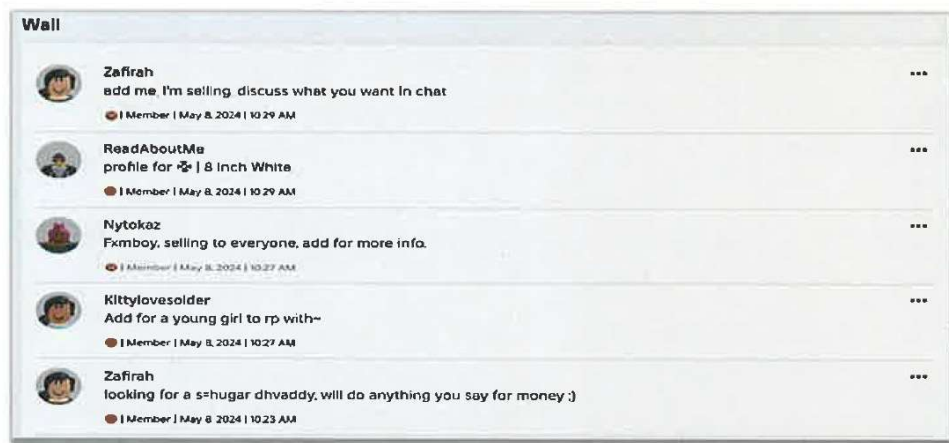 Wall
Zafirah
add me, I'm selling, discuss what you want in chat
| Member | May 8, 2024 | 10:29 AM
ReadAboutMe
profile for | 8 Inch White
| Member | May 8, 2024 | 10:29 AM
Nytokaz
Fxmboy, selling to everyone, add for more info.
| Member | May 8, 2024 | 10:27 AM
Kittylovesolder
Add for a young girl to rp with~
| Member | May 8, 2024 | 10:27 AM
Zafirah
looking for a s=hugar dhvaddy, will do anything you say for money ;)
| Member | May 8, 2024 | 10:23 AM